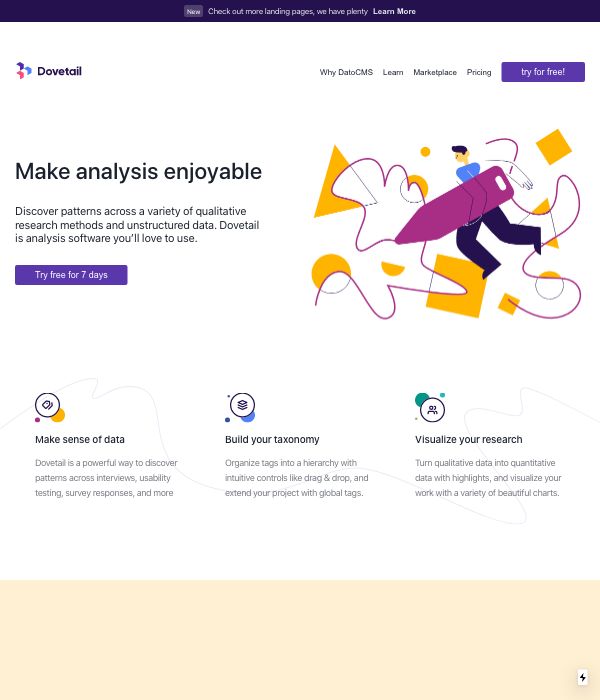 New Check out more landing pages, we have plenty Learn More
Dovetail
Why DatoCMS Learn Marketplace Pricing try for free!
Make analysis enjoyable
Discover patterns across a variety of qualitative
research methods and unstructured data. Dovetail
is analysis software you'll love to use.
Try free for 7 days
Make sense of data
Dovetail is a powerful way to discover
patterns across interviews, usability
testing, survey responses, and more
Build your taxonomy
Organize tags into a hierarchy with
intuitive controls like drag & drop, and
extend your project with global tags.
Visualize your research
Turn qualitative data into quantitative
data with highlights, and visualize your
work with a variety of beautiful charts.